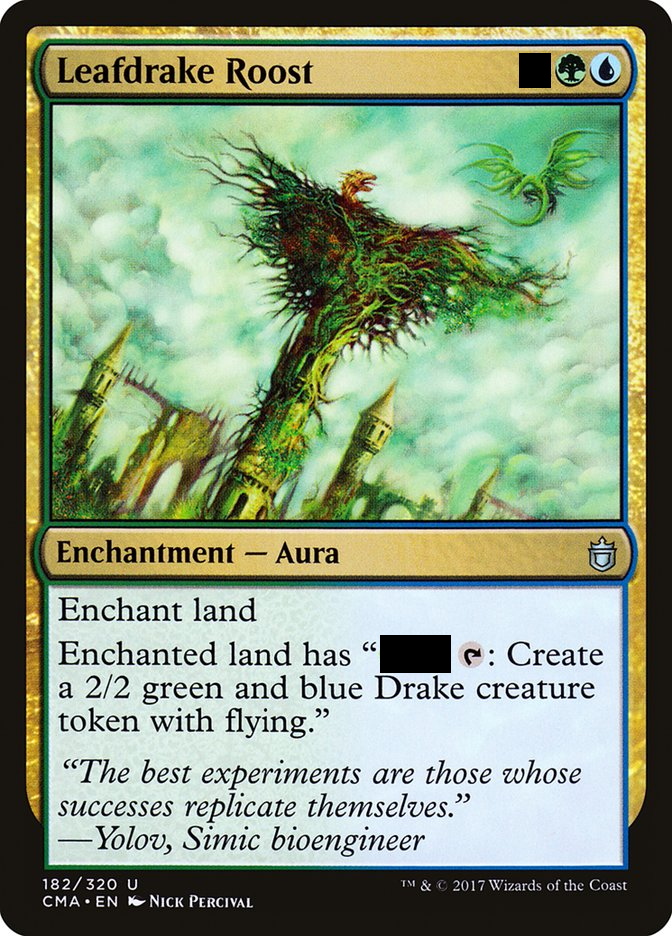 Leafdrake Roost
Enchantment — Aura
Enchant land
Enchanted land has “ : Create
a 2/2 green and blue Drake creature
token with flying.”
“The best experiments are those whose
successes replicate themselves.”
—Yolov, Simic bioengineer
182/320 U
CMA • EN Nick Percival
™ & © 2017 Wizards of the Coast